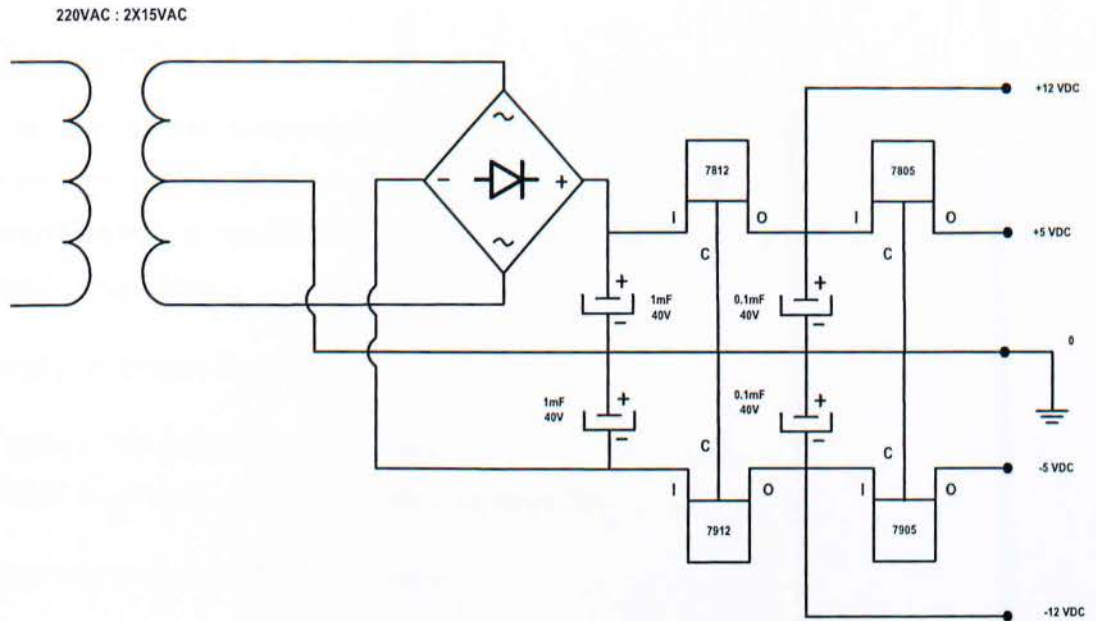 220VAC : 2X15VAC
+12 VDC
7812
7805
~
- +
~
I O
I O
+5 VDC
C
C
+
1mF
40V
-
0.1mF
40V
+
-
0
1mF
40V
+
-
0.1mF
40V
+
-
C
C
-5 VDC
I O
I O
7912
7905
-12 VDC